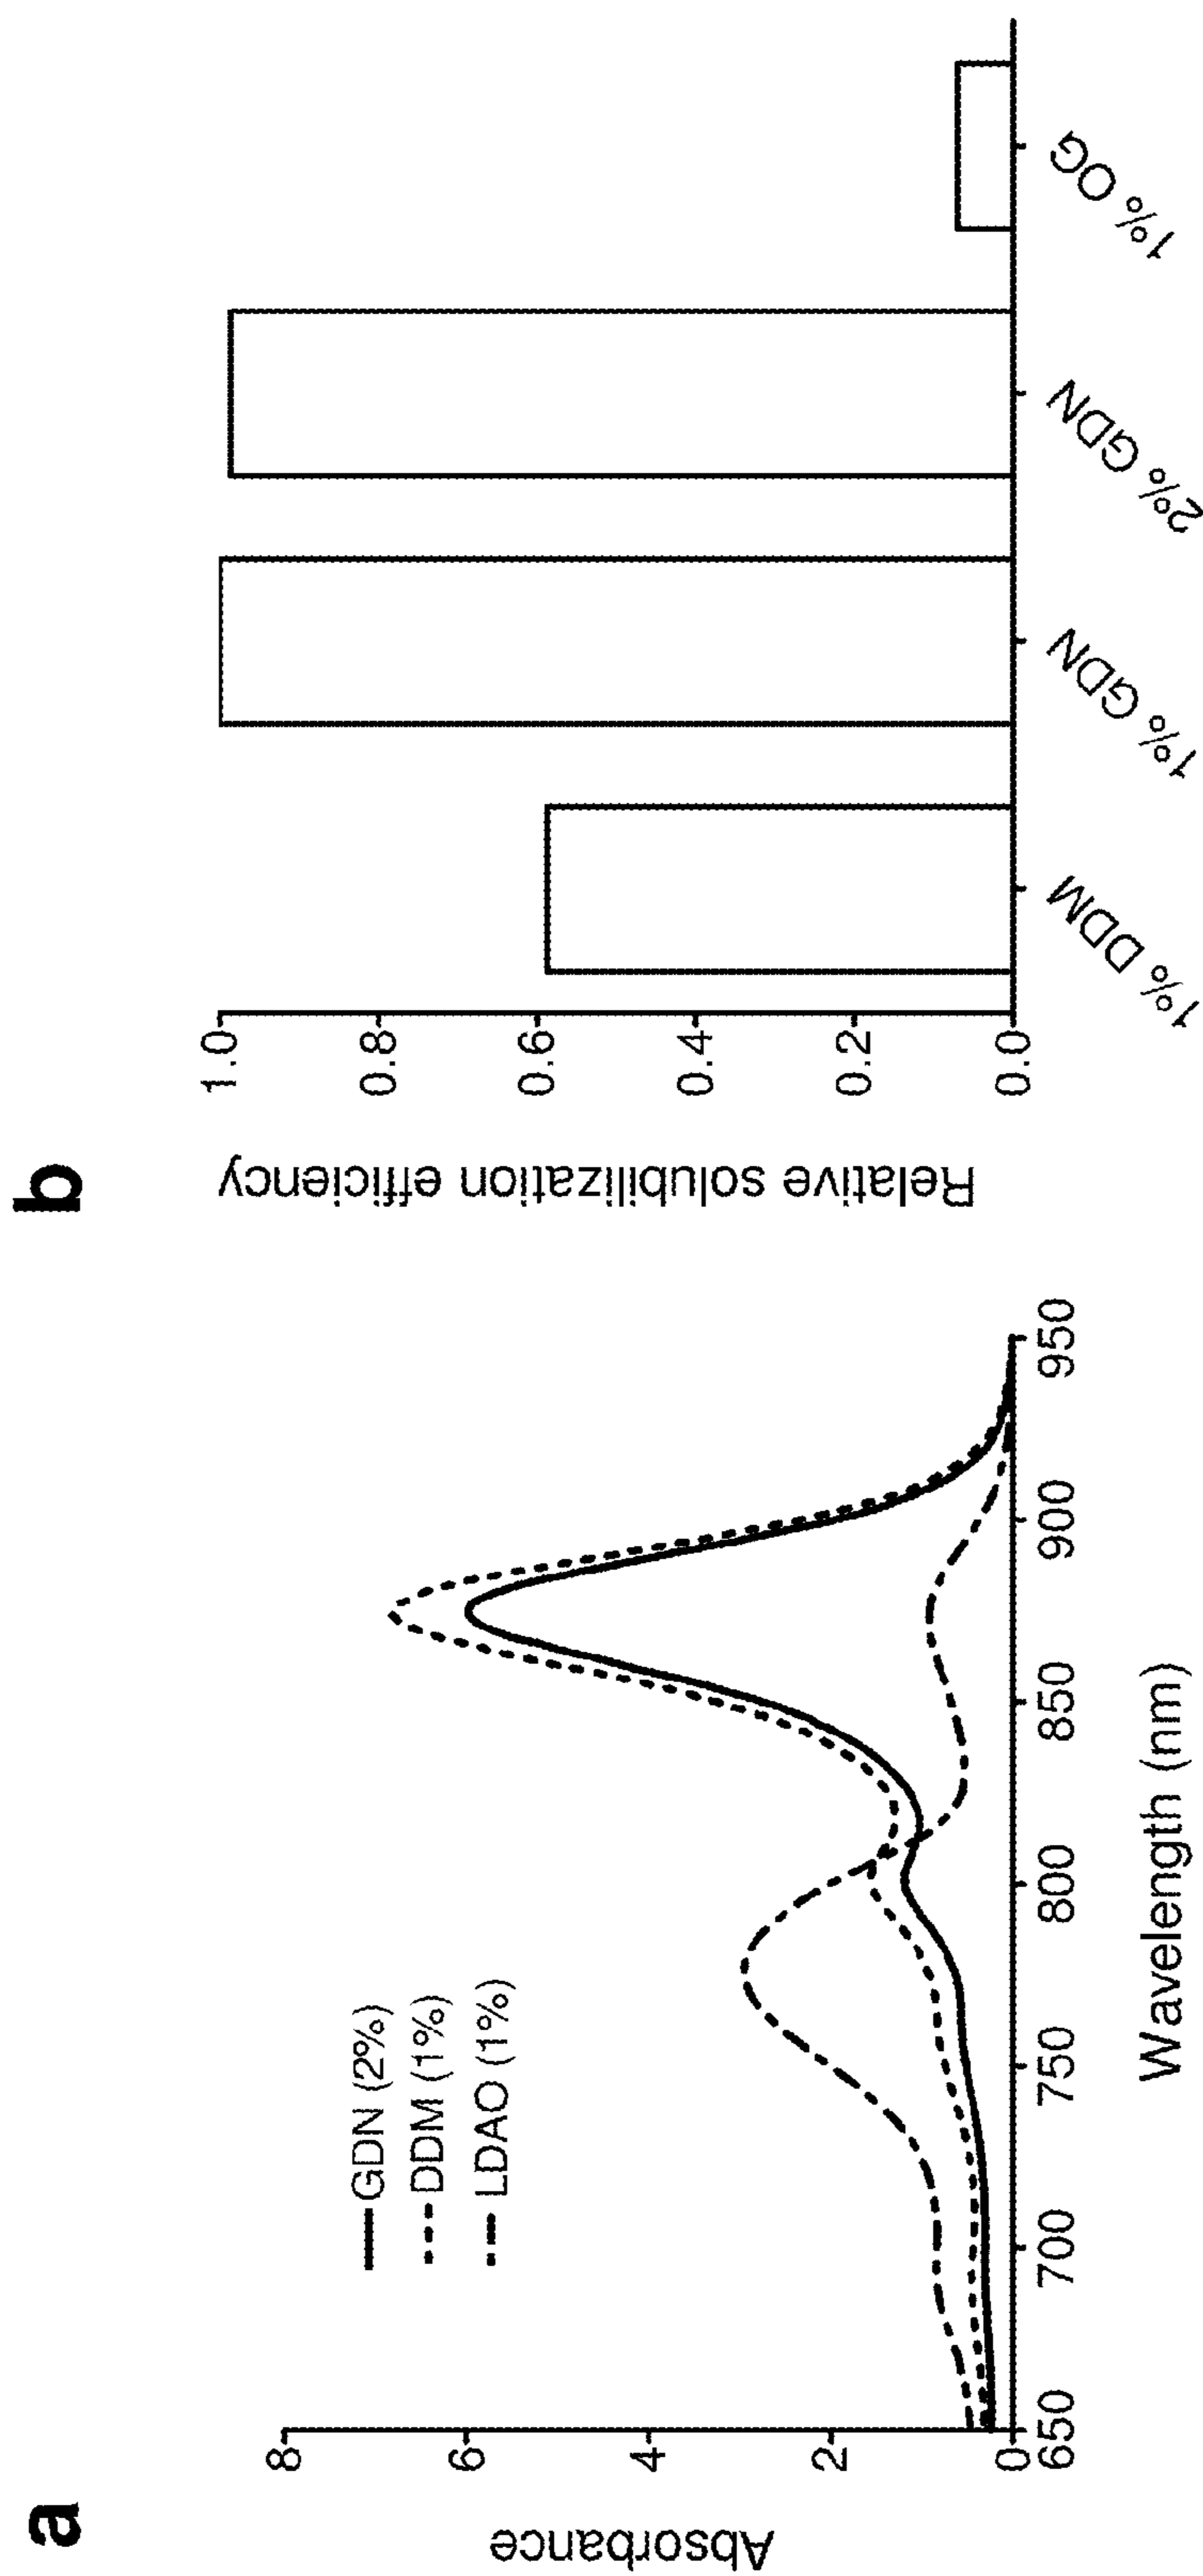 a
Absorbance
8
6
4
2
0
GDN (2%)
DDM (1%)
LDAO (1%)
650 700 750 800 850 900 950
Wavelength (nm)
b
Relative solubilization efficiency
1.0
0.8
0.6
0.4
0.2
0.0
1% DDM
1% GDN
2% GDN
1% OG